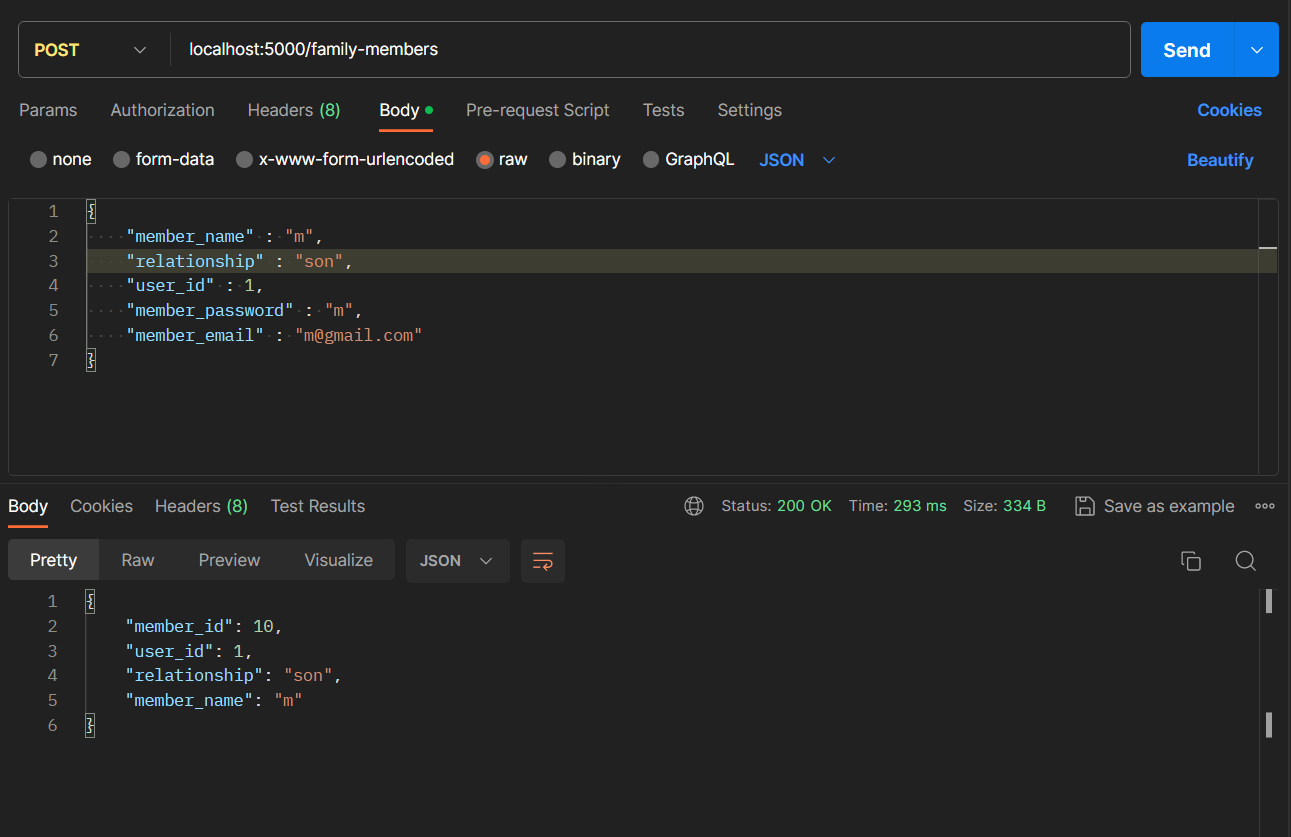 POST localhost:5000/family-members Send
Params Authorization Headers (8) Body Pre-request Script Tests Settings Cookies
none form-data x-www-form-urlencoded raw binary GraphQL JSON Beautify
1 {
2 "member_name" : "m",
3 "relationship" : "son",
4 "user_id" : 1,
5 "member_password" : "m",
6 "member_email" : "m@gmail.com"
7 }
Body Cookies Headers (8) Test Results Status: 200 OK Time: 293 ms Size: 334 B Save as example
Pretty Raw Preview Visualize JSON
1 {
2 "member_id": 10,
3 "user_id": 1,
4 "relationship": "son",
5 "member_name": "m"
6 }